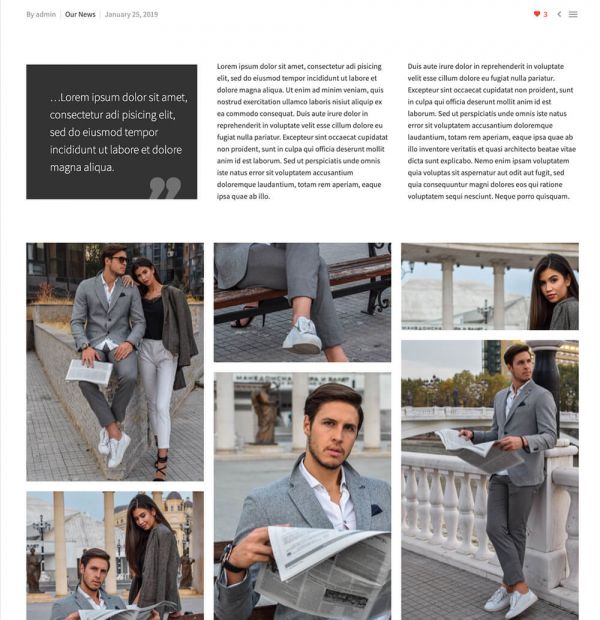 By admin | Our News | January 25, 2019
3
…Lorem ipsum dolor sit amet,
consectetur adi pisicing elit,
sed do eiusmod tempor
incididunt ut labore et dolore
magna aliqua.
”
Lorem ipsum dolor sit amet, consectetur adi pisicing
elit, sed do eiusmod tempor incididunt ut labore et
dolore magna aliqua. Ut enim ad minim veniam, quis
nostrud exercitation ullamco laboris nisiut aliquip ex
ea commodo consequat. Duis aute irure dolor in
reprehenderit in voluptate velit esse cillum dolore eu
fugiat nulla pariatur. Excepteur sint occaecat cupidatat
non proident, sunt in culpa qui officia deserunt mollit
anim id est laborum. Sed ut perspiciatis unde omnis
iste natus error sit voluptatem accusantium
doloremque laudantium, totam rem aperiam, eaque
ipsa quae ab illo.
Duis aute irure dolor in reprehenderit in voluptate
velit esse cillum dolore eu fugiat nulla pariatur.
Excepteur sint occaecat cupidatat non proident, sunt
in culpa qui officia deserunt mollit anim id est
laborum. Sed ut perspiciatis unde omnis iste natus
error sit voluptatem accusantium doloremque
laudantium, totam rem aperiam, eaque ipsa quae ab
illo inventore veritatis et quasi architecto beatae vitae
dicta sunt explicabo. Nemo enim ipsam voluptatem
quia voluptas sit aspernatur aut odit aut fugit, sed
quia consequuntur magni dolores eos qui ratione
voluptatem sequi nesciunt. Neque porro quisquam.